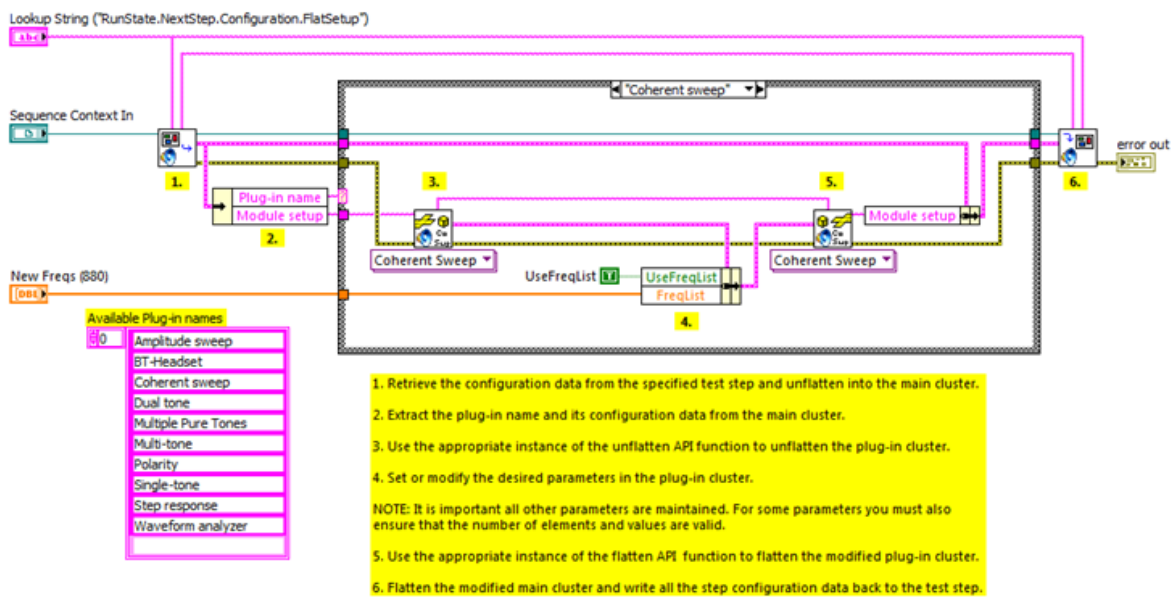 Lookup String ("RunState.NextStep.Configuration.FlatSetup")
abc
"Coherent sweep"
Sequence Context In
error out
1.
3.
5.
6.
Plug-in name
?
Module setup
2.
Co
Swp
Co
Swp
Module setup
Coherent Sweep
Coherent Sweep
New Freqs (880)
DBL
UseFreqList
T
UseFreqList
FreqList
4.
Available Plug-in names
0
Amplitude sweep
BT-Headset
Coherent sweep
Dual tone
Multiple Pure Tones
Multi-tone
Polarity
Single-tone
Step response
Waveform analyzer
1. Retrieve the configuration data from the specified test step and unflatten into the main cluster.
2. Extract the plug-in name and its configuration data from the main cluster.
3. Use the appropriate instance of the unflatten API function to unflatten the plug-in cluster.
4. Set or modify the desired parameters in the plug-in cluster.
NOTE: It is important all other parameters are maintained. For some parameters you must also
ensure that the number of elements and values are valid.
5. Use the appropriate instance of the flatten API function to flatten the modified plug-in cluster.
6. Flatten the modified main cluster and write all the step configuration data back to the test step.